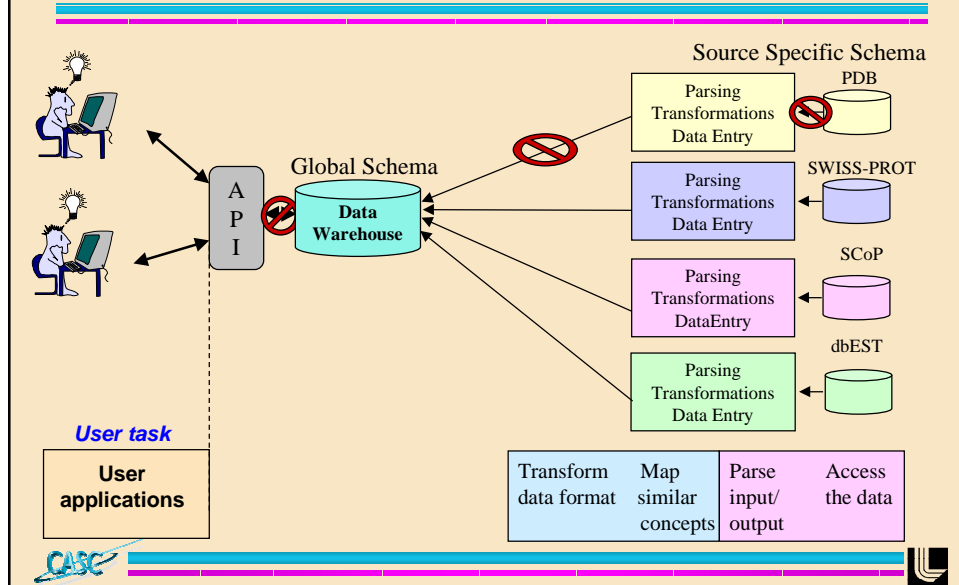 Source Specific Schema
PDB
Parsing
Transformations
Data Entry
SWISS-PROT
Parsing
Transformations
Data Entry
SCoP
Parsing
Transformations
DataEntry
dbEST
Parsing
Transformations
Data Entry
Global Schema
Data
Warehouse
A
P
I
User task
User
applications
Transform
data format
Map
similar
concepts
Parse
input/
output
Access
the data
CASC